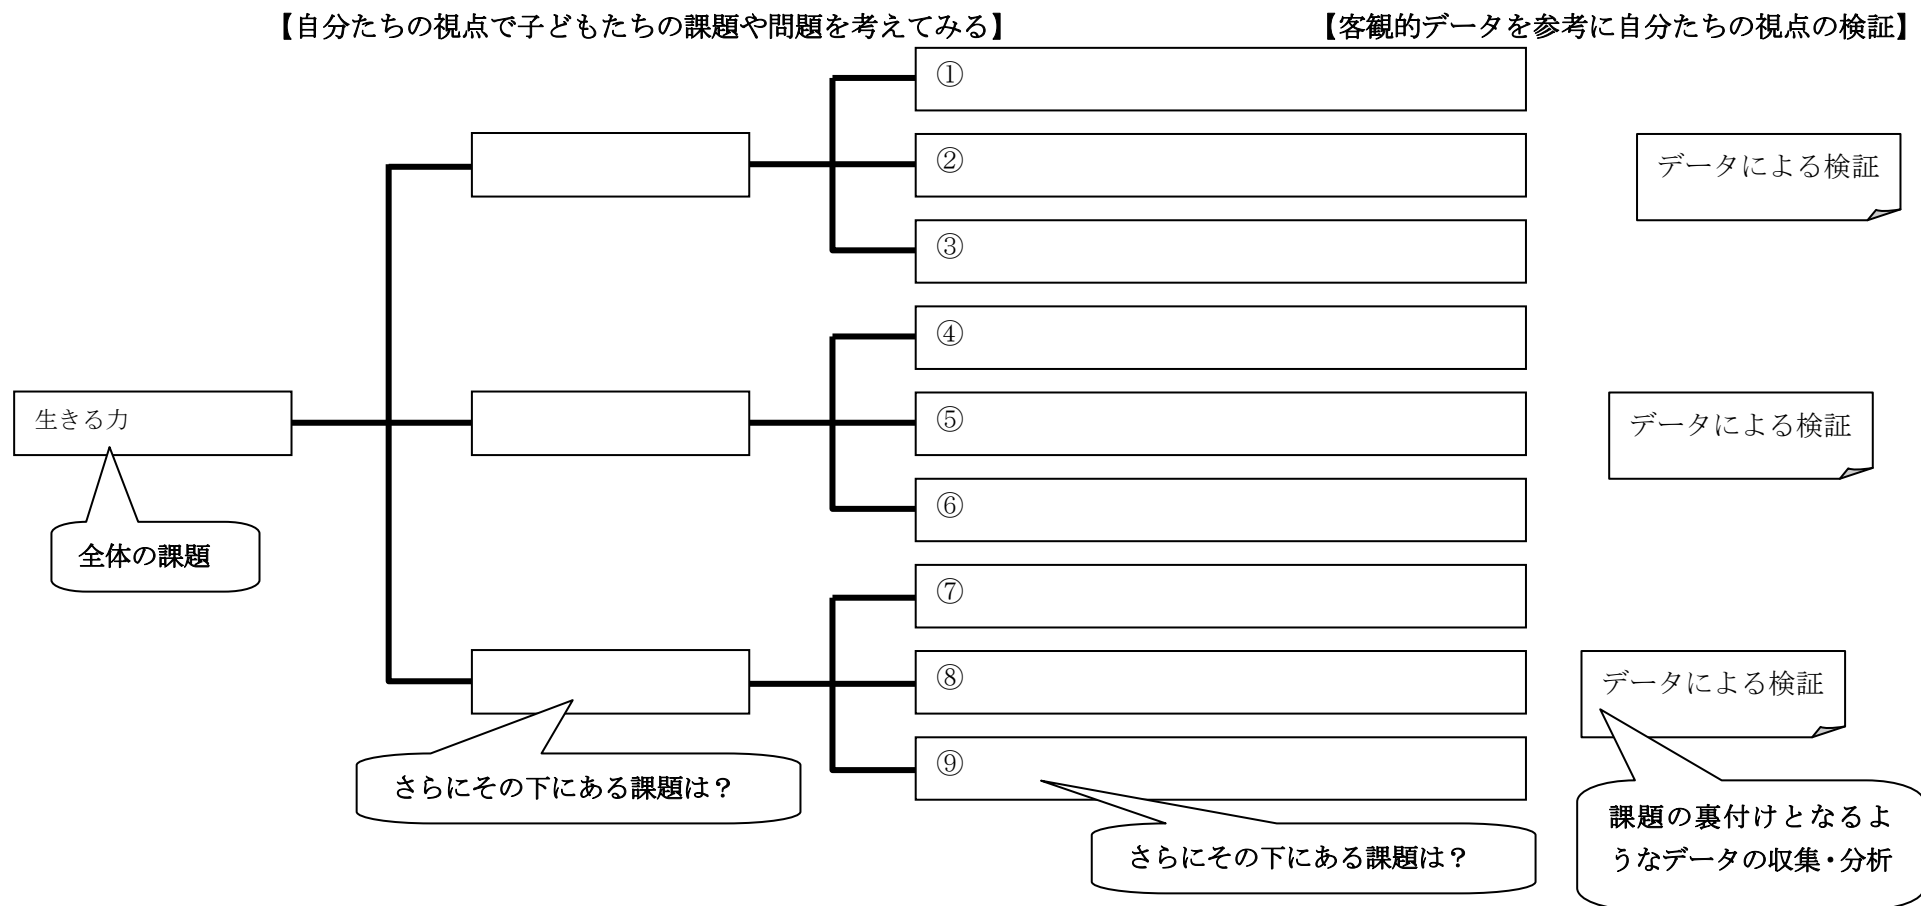 【自分たちの視点で子どもたちの課題や問題を考えてみる】
【客観的データを参考に自分たちの視点の検証】
①
②
データによる検証
③
④
生きる力
⑤
データによる検証
⑥
全体の課題
⑦
⑧
データによる検証
⑨
さらにその下にある課題は？
さらにその下にある課題は？
課題の裏付けとなるよ
うなデータの収集・分析